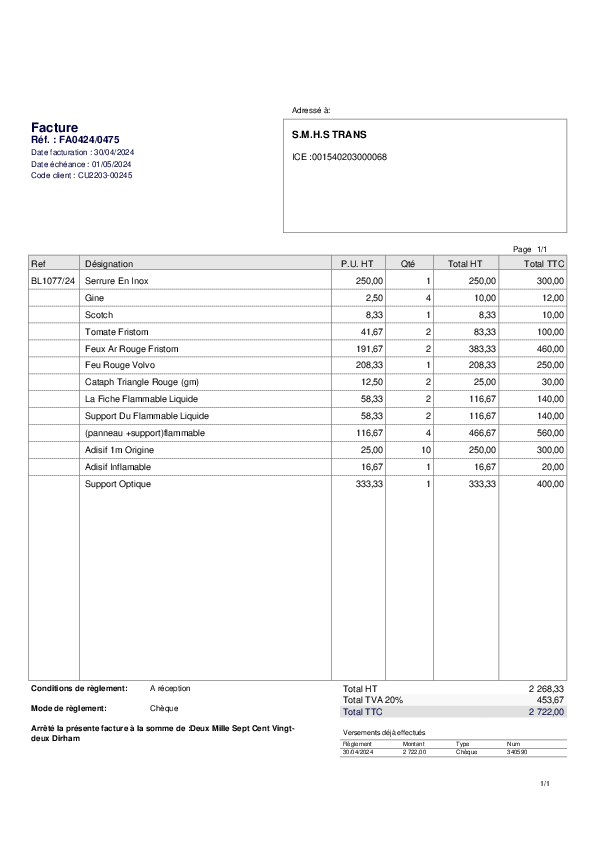 Adressé à:
Facture
Réf. : FA0424/0475
Date facturation : 30/04/2024
Date échéance : 01/05/2024
Code client : CU2203-00245
S.M.H.S TRANS
ICE :001540203000068
Page 1/1
Ref Désignation P.U. HT Qté Total HT Total TTC
BL1077/24 Serrure En Inox 250,00 1 250,00 300,00
Gine 2,50 4 10,00 12,00
Scotch 8,33 1 8,33 10,00
Tomate Fristom 41,67 2 83,33 100,00
Feux Ar Rouge Fristom 191,67 2 383,33 460,00
Feu Rouge Volvo 208,33 1 208,33 250,00
Cataph Triangle Rouge (gm) 12,50 2 25,00 30,00
La Fiche Flammable Liquide 58,33 2 116,67 140,00
Support Du Flammable Liquide 58,33 2 116,67 140,00
(panneau +support)flammable 116,67 4 466,67 560,00
Adisif 1m Origine 25,00 10 250,00 300,00
Adisif Inflamable 16,67 1 16,67 20,00
Support Optique 333,33 1 333,33 400,00
Conditions de règlement: A réception
Mode de règlement: Chèque
Arrêté la présente facture à la somme de :Deux Mille Sept Cent Vingt-
deux Dirham
Total HT 2 268,33
Total TVA 20% 453,67
Total TTC 2 722,00
Versements déjà effectués
Règlement Montant Type Num
30/04/2024 2 722,00 Chèque 340590
1/1